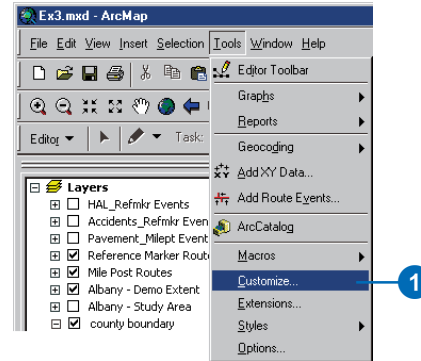 Ex3.mxd - ArcMap
File Edit View Insert Selection Tools Window Help
Editor Task:
Editor Toolbar
Graphs
Reports
Geocoding
Add XY Data...
Add Route Events...
ArcCatalog
Macros
Customize...
Extensions...
Styles
Options...
1
Layers
HAL_Refmkr Events
Accidents_Refmkr Even
Pavement_Milept Event
Reference Marker Rout
Mile Post Routes
Albany - Demo Extent
Albany - Study Area
county boundary